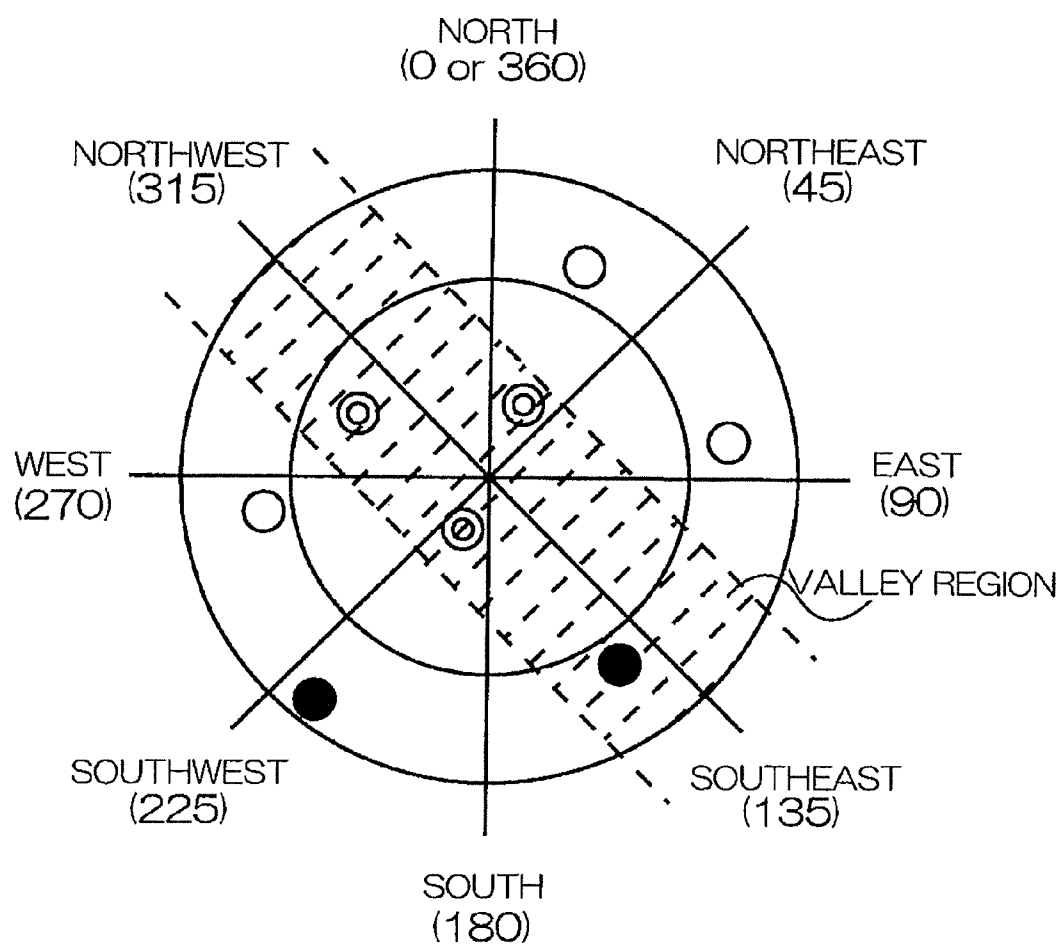 NORTH
(0 or 360)
NORTHWEST
(315)
NORTHEAST
(45)
WEST
(270)
EAST
(90)
VALLEY REGION
SOUTHWEST
(225)
SOUTHEAST
(135)
SOUTH
(180)